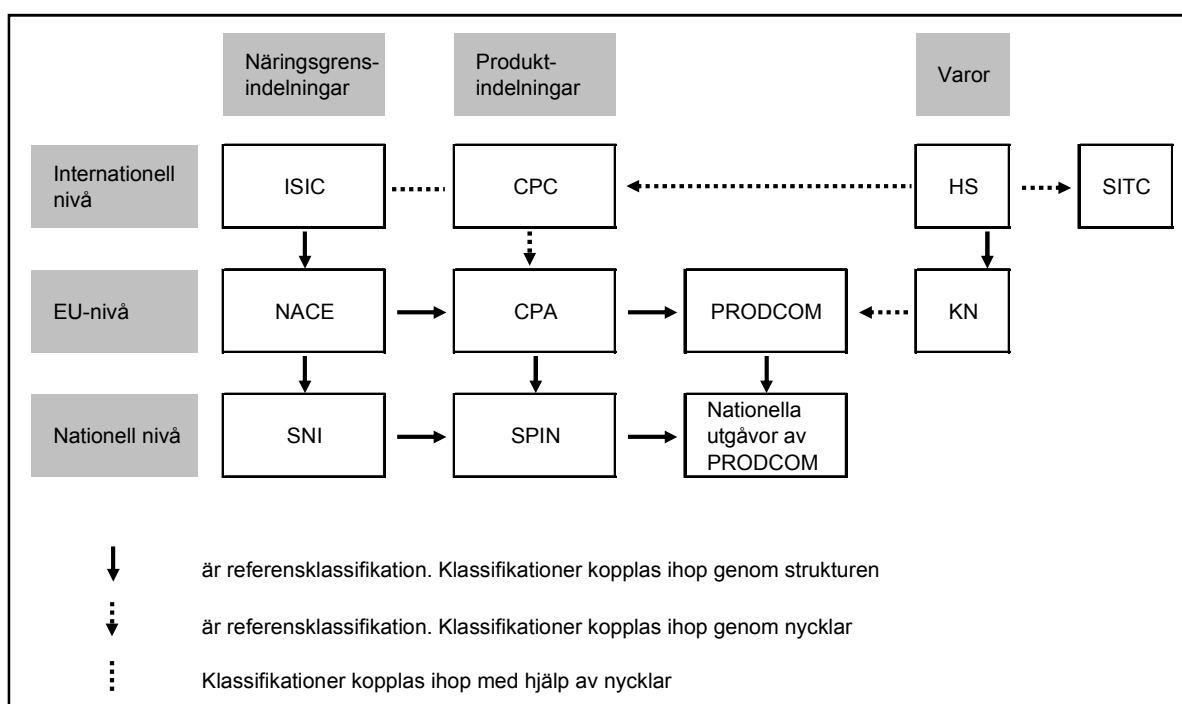 Näringsgrens-
indelningar
Produkt-
indelningar
Varor
Internationell
nivå
ISIC
CPC
HS
SITC
EU-nivå
NACE
CPA
PRODCOM
KN
Nationell nivå
SNI
SPIN
Nationella
utgåvor av
PRODCOM
är referensklassifikation. Klassifikationer kopplas ihop genom strukturen
är referensklassifikation. Klassifikationer kopplas ihop genom nycklar
Klassifikationer kopplas ihop med hjälp av nycklar